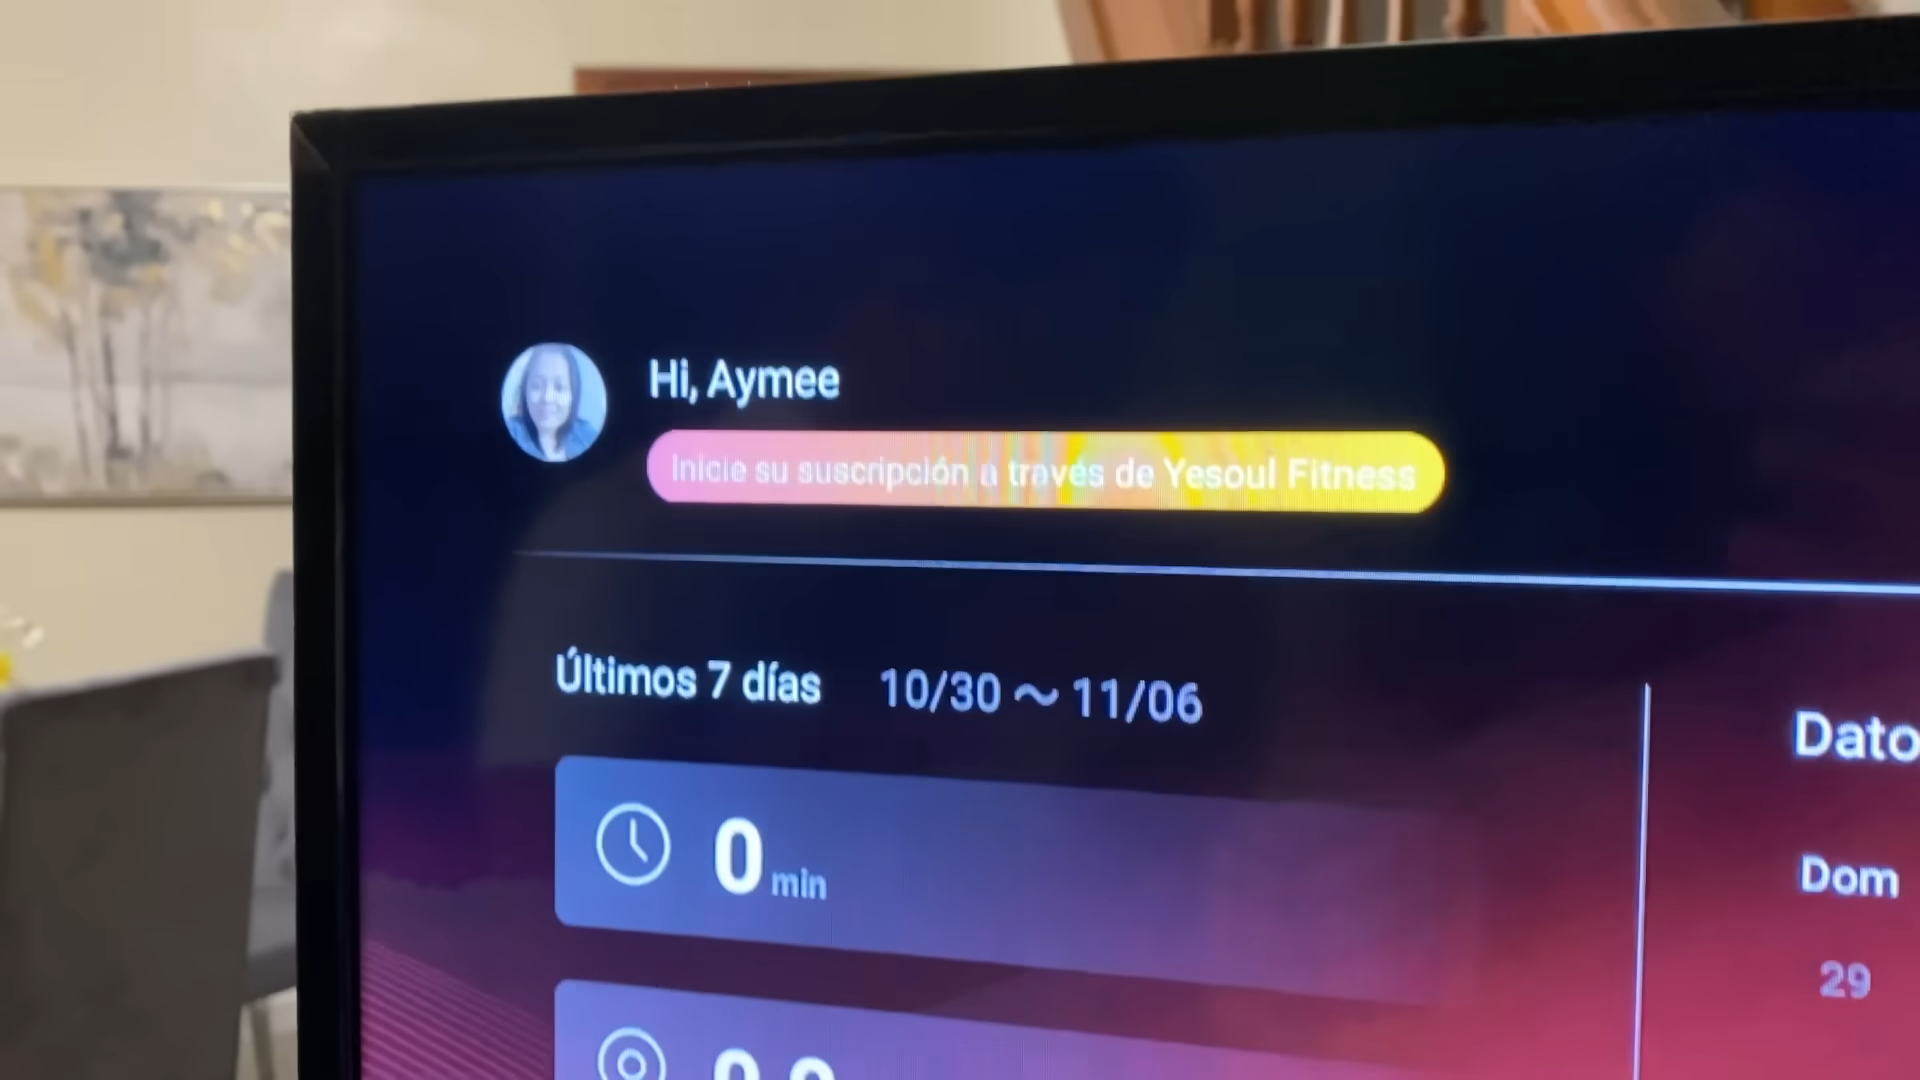 Hi, Aymee
Inicie su suscripción a través de Yesoul Fitness
Últimos 7 días 10/30 ~ 11/06
0 min
Dato
Dom
29